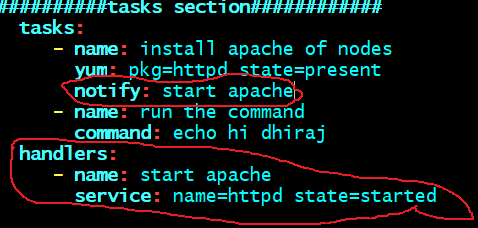 ##########tasks section############
tasks:
- name: install apache of nodes
yum: pkg=httpd state=present
notify: start apache
- name: run the command
command: echo hi dhiraj
handlers:
- name: start apache
service: name=httpd state=started